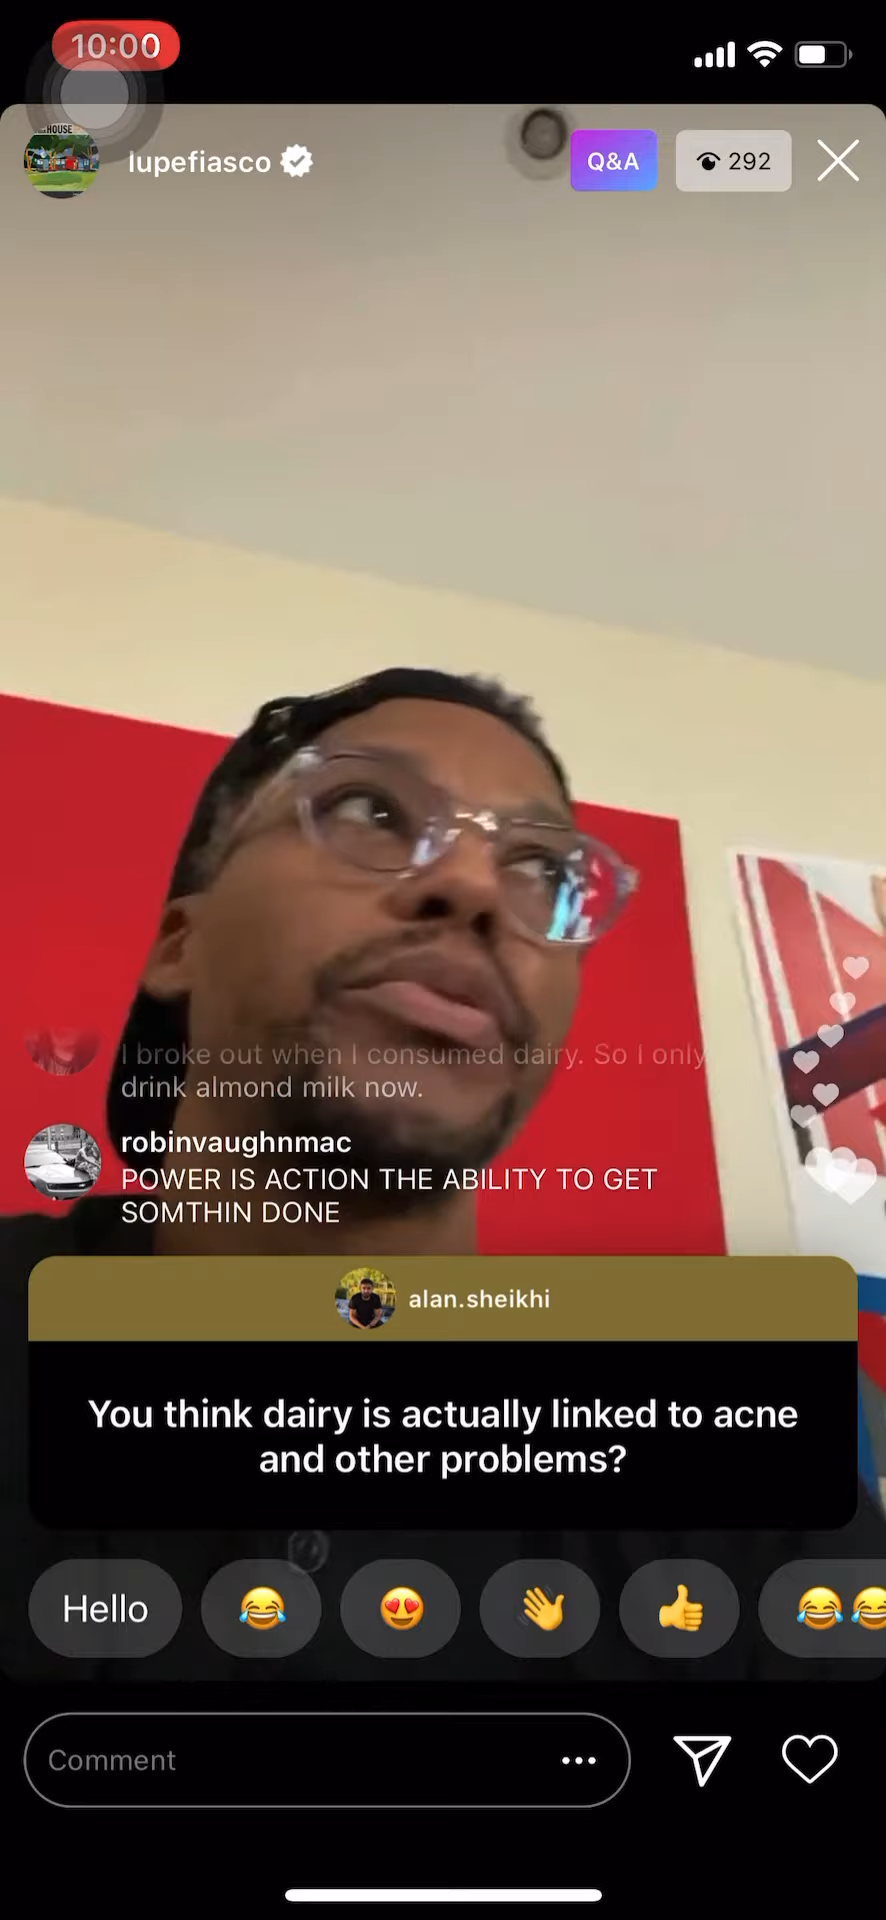 10:00
HOUSE
lupefiasco
Q&A
292
I broke out when I consumed dairy. So I only
drink almond milk now.
robinvaughnmac
POWER IS ACTION THE ABILITY TO GET
SOMTHIN DONE
alan.sheikhi
You think dairy is actually linked to acne
and other problems?
Hello
Comment